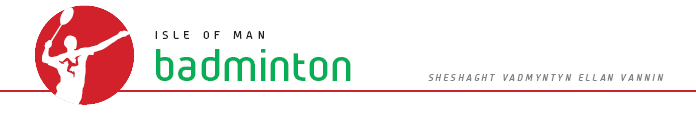 ISLE OF MAN
badminton
SHESHAGHT VADMYNTYN ELLAN VANNIN